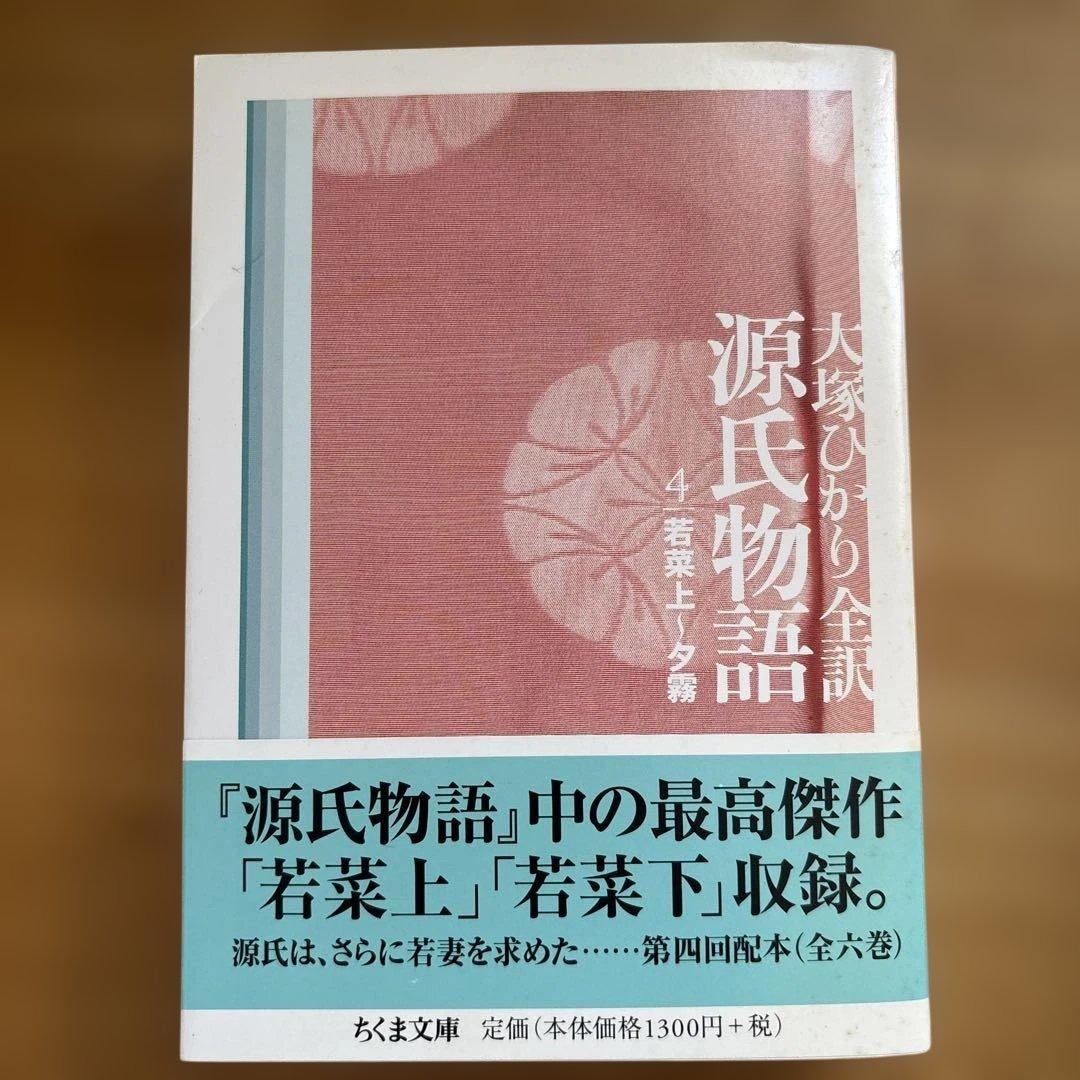 大塚ひかり全訳
源氏物語
4 若菜上～夕霧
『源氏物語』中の最高傑作
「若菜上」「若菜下」収録。
源氏は、さらに若妻を求めた……第四回配本(全六巻)
ちくま文庫 定価(本体価格1300円+税)